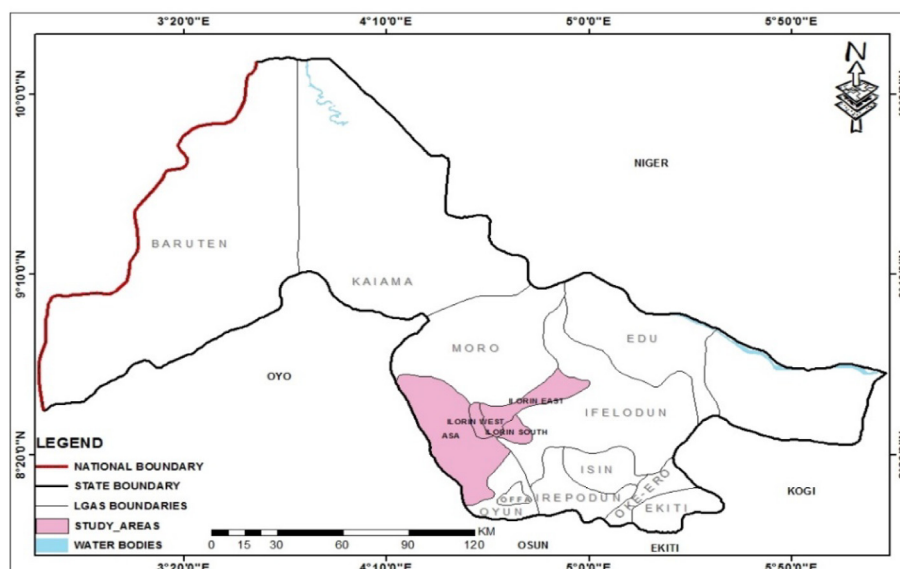 3°20'0"E 4°10'0"E 5°0'0"E 5°50'0"E
N
10°0'0"N
NIGER
BARUTEN
KAIAMA
9°10'0"N
EDU
MORO
OYO
ILORIN EAST
IFELODUN
ILORIN WEST
ILORIN SOUTH
ASA
8°20'0"N
LEGEND
NATIONAL BOUNDARY
STATE BOUNDARY
LGAS BOUNDARIES
STUDY_AREAS
WATER BODIES
ISIN
KOGI
OFFA
IREPODUN
OKE-ERO
EKITI
OYUN
KM
0 15 30 60 90 120
OSUN
EKITI
3°20'0"E 4°10'0"E 5°0'0"E 5°50'0"E